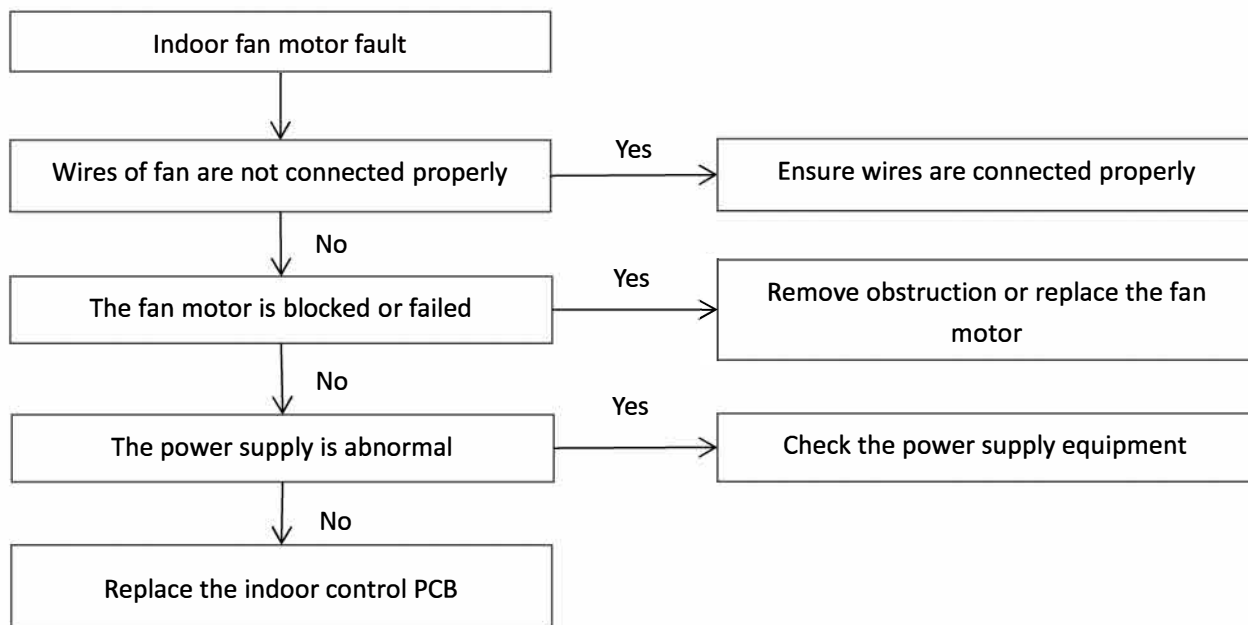 Indoor fan motor fault
Wires of fan are not connected properly
Yes
Ensure wires are connected properly
No
The fan motor is blocked or failed
Yes
Remove obstruction or replace the fan
motor
No
The power supply is abnormal
Yes
Check the power supply equipment
No
Replace the indoor control PCB